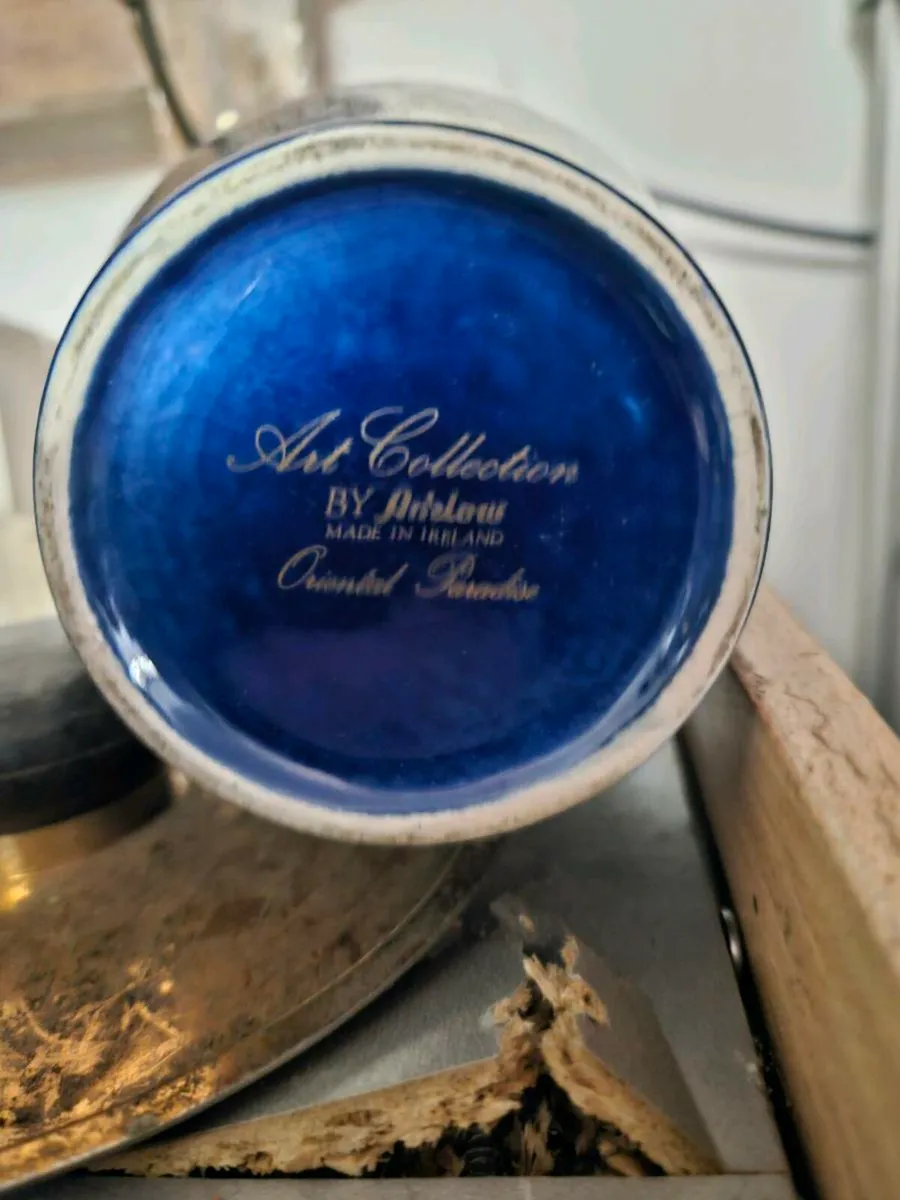 Art Collection
BY Arklow
MADE IN IRELAND
Oriental Paradise